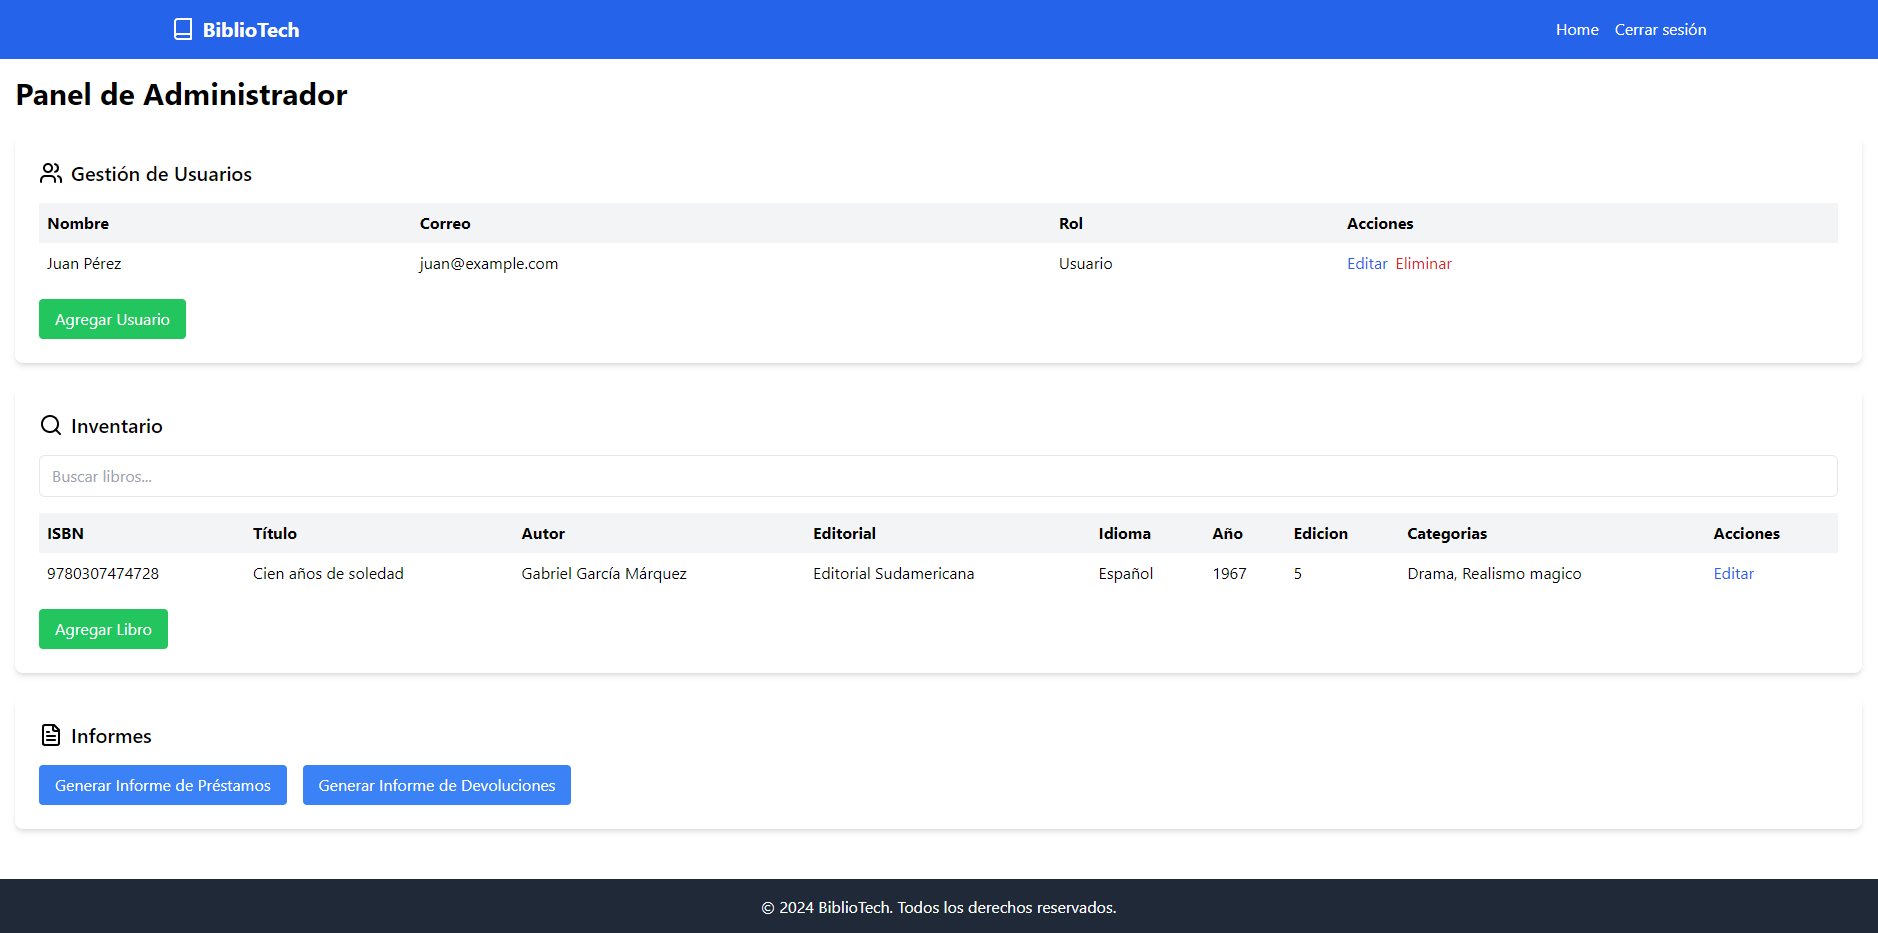 BiblioTech Home Cerrar sesión
Panel de Administrador
Gestión de Usuarios
Nombre Correo Rol Acciones
Juan Pérez juan@example.com Usuario Editar Eliminar
Agregar Usuario
Inventario
Buscar libros...
ISBN Título Autor Editorial Idioma Año Edicion Categorias Acciones
9780307474728 Cien años de soledad Gabriel García Márquez Editorial Sudamericana Español 1967 5 Drama, Realismo magico Editar
Agregar Libro
Informes
Generar Informe de Préstamos Generar Informe de Devoluciones
© 2024 BiblioTech. Todos los derechos reservados.